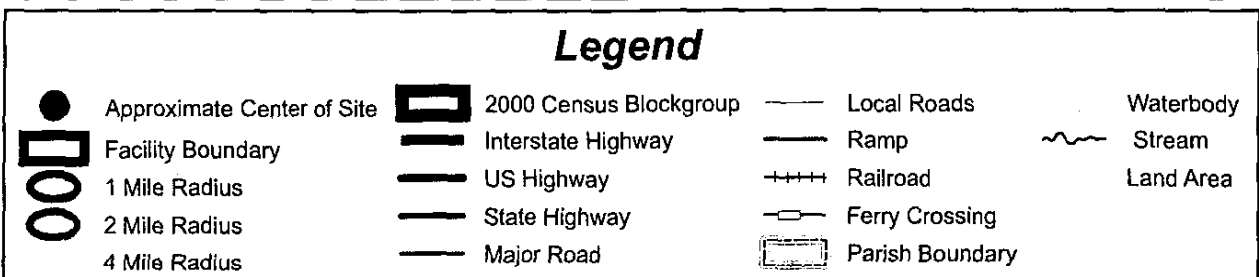 Legend
Approximate Center of Site
Facility Boundary
1 Mile Radius
2 Mile Radius
4 Mile Radius
2000 Census Blockgroup
Interstate Highway
US Highway
State Highway
Major Road
Local Roads
Ramp
Railroad
Ferry Crossing
Parish Boundary
Waterbody
Stream
Land Area